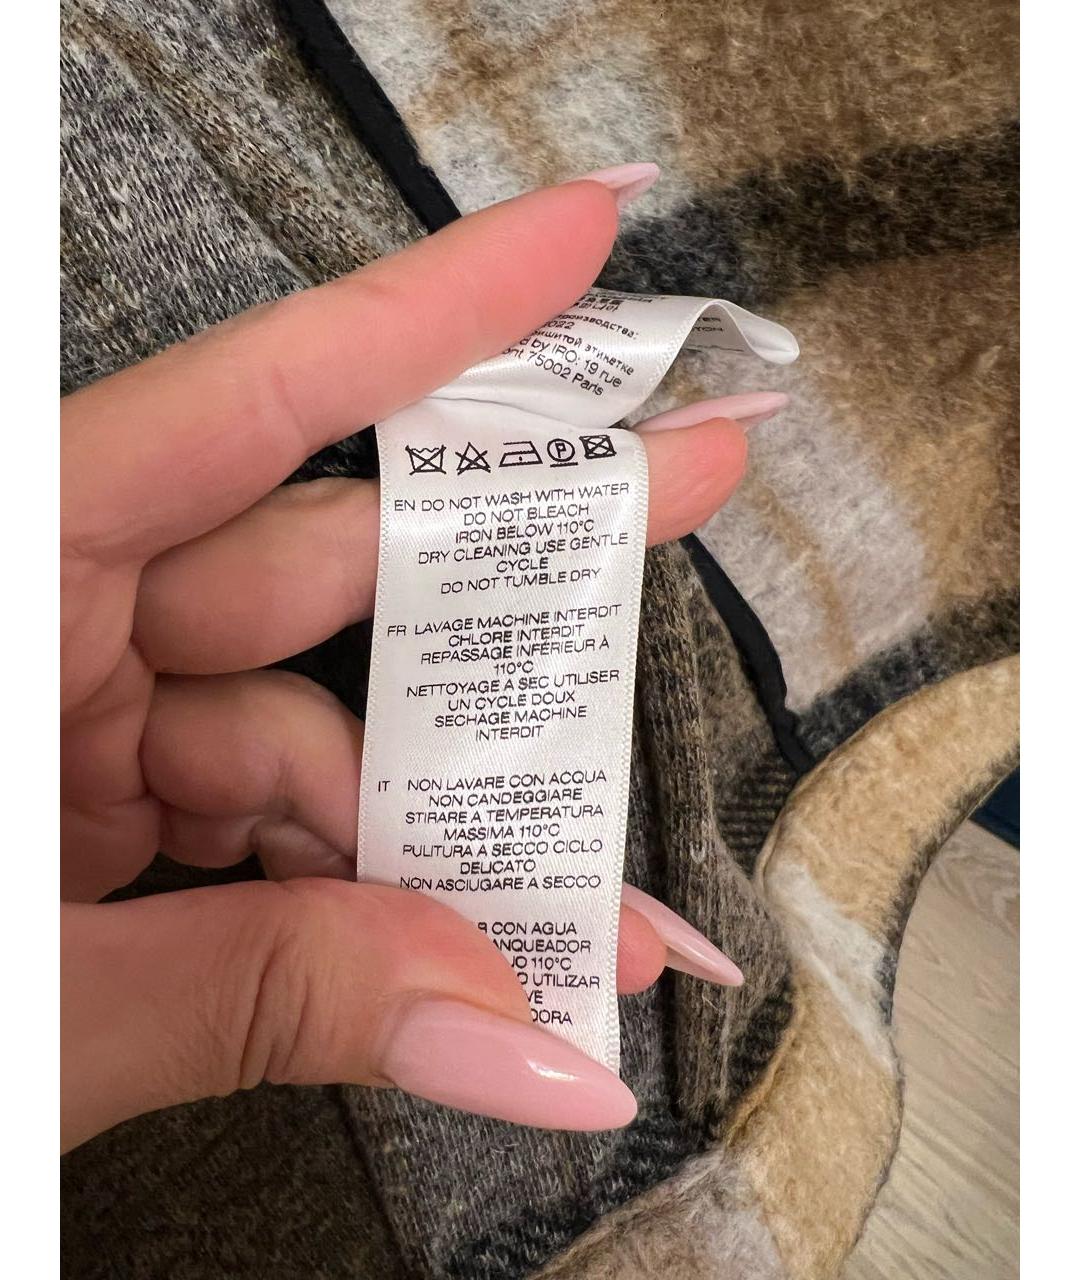 производства:
2022
пришитой этикетке
d by IRO: 19 rue
ont 75002 Paris
EN DO NOT WASH WITH WATER
DO NOT BLEACH
IRON BELOW 110°C
DRY CLEANING USE GENTLE
CYCLE
DO NOT TUMBLE DRY
FR LAVAGE MACHINE INTERDIT
CHLORE INTERDIT
REPASSAGE INFÉRIEUR À
110°C
NETTOYAGE A SEC UTILISER
UN CYCLE DOUX
SECHAGE MACHINE
INTERDIT
IT NON LAVARE CON ACQUA
NON CANDEGGIARE
STIRARE A TEMPERATURA
MASSIMA 110°C
PULITURA A SECCO CICLO
DELICATO
NON ASCIUGARE A SECCO
R CON AGUA
ANQUEADOR
JO 110°C
O UTILIZAR
VE
DORA